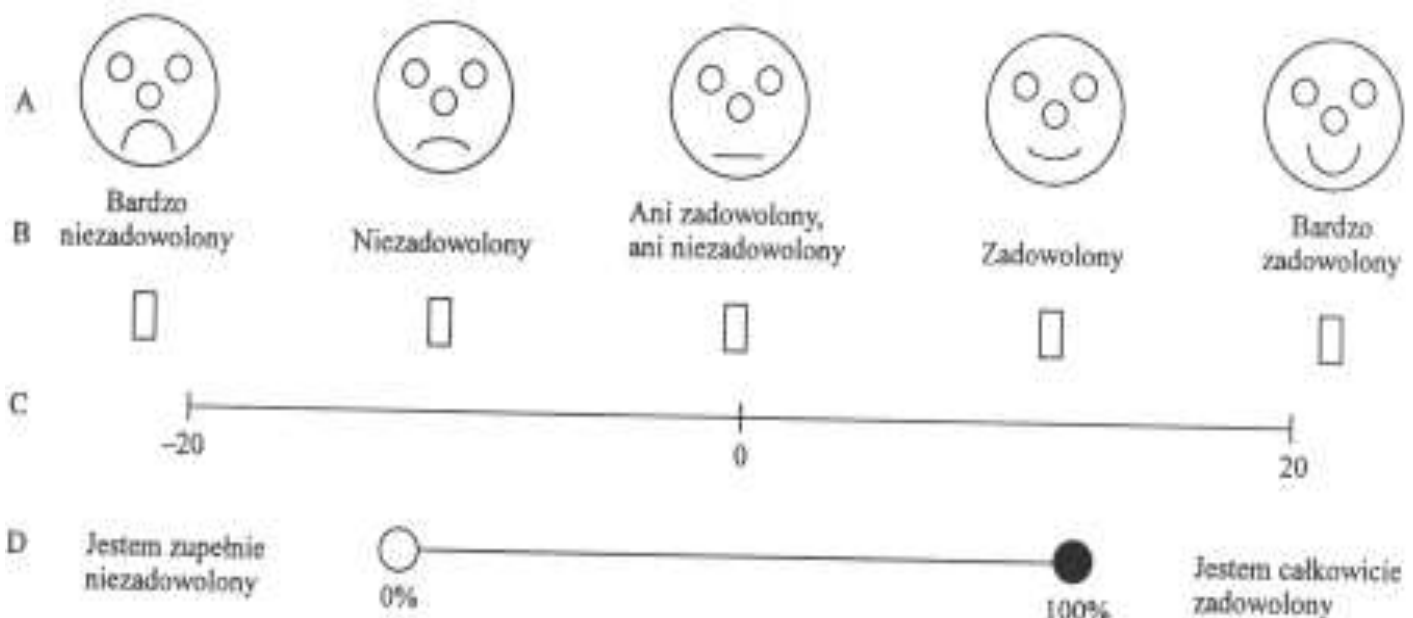 A
B
Bardzo
niezadowolony
Niezadowolony
Ani zadowolony,
ani niezadowolony
Zadowolony
Bardzo
zadowolony
C
–20
0
20
D
Jestem zupełnie
niezadowolony
0%
100%
Jestem całkowicie
zadowolony